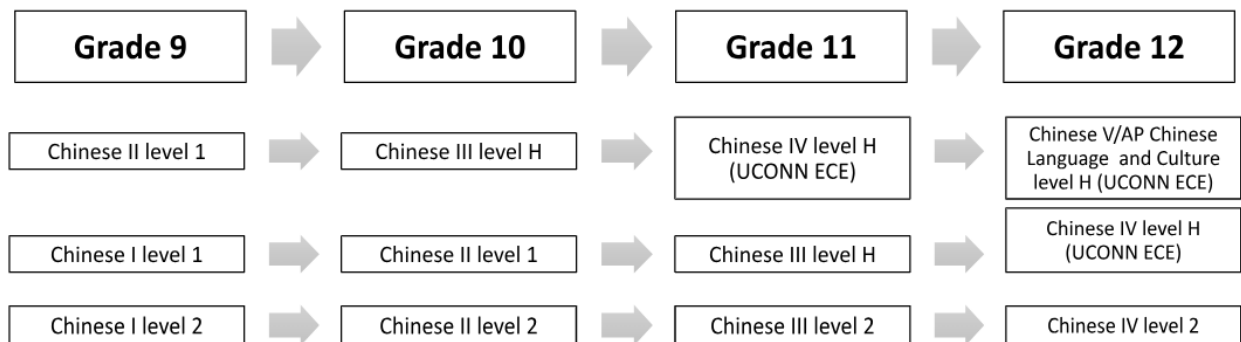 Grade 9
Grade 10
Grade 11
Grade 12
Chinese II level 1
Chinese III level H
Chinese IV level H
(UCONN ECE)
Chinese V/AP Chinese
Language and Culture
level H (UCONN ECE)
Chinese I level 1
Chinese II level 1
Chinese III level H
Chinese IV level H
(UCONN ECE)
Chinese I level 2
Chinese II level 2
Chinese III level 2
Chinese IV level 2